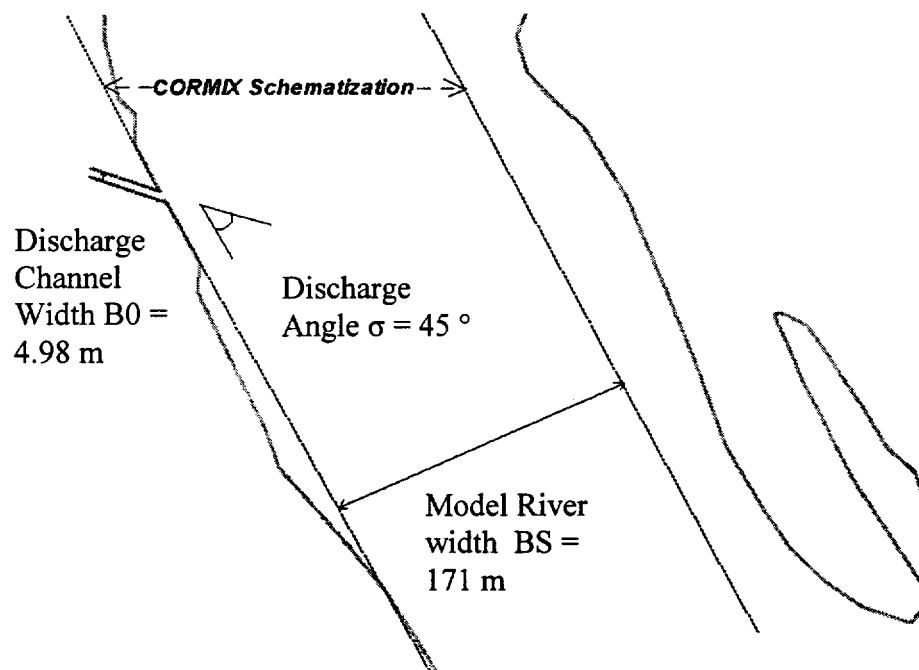 CORMIX Schematization
Discharge
Channel
Width B0 =
4.98 m
Discharge
Angle σ = 45 °
Model River
width BS =
171 m